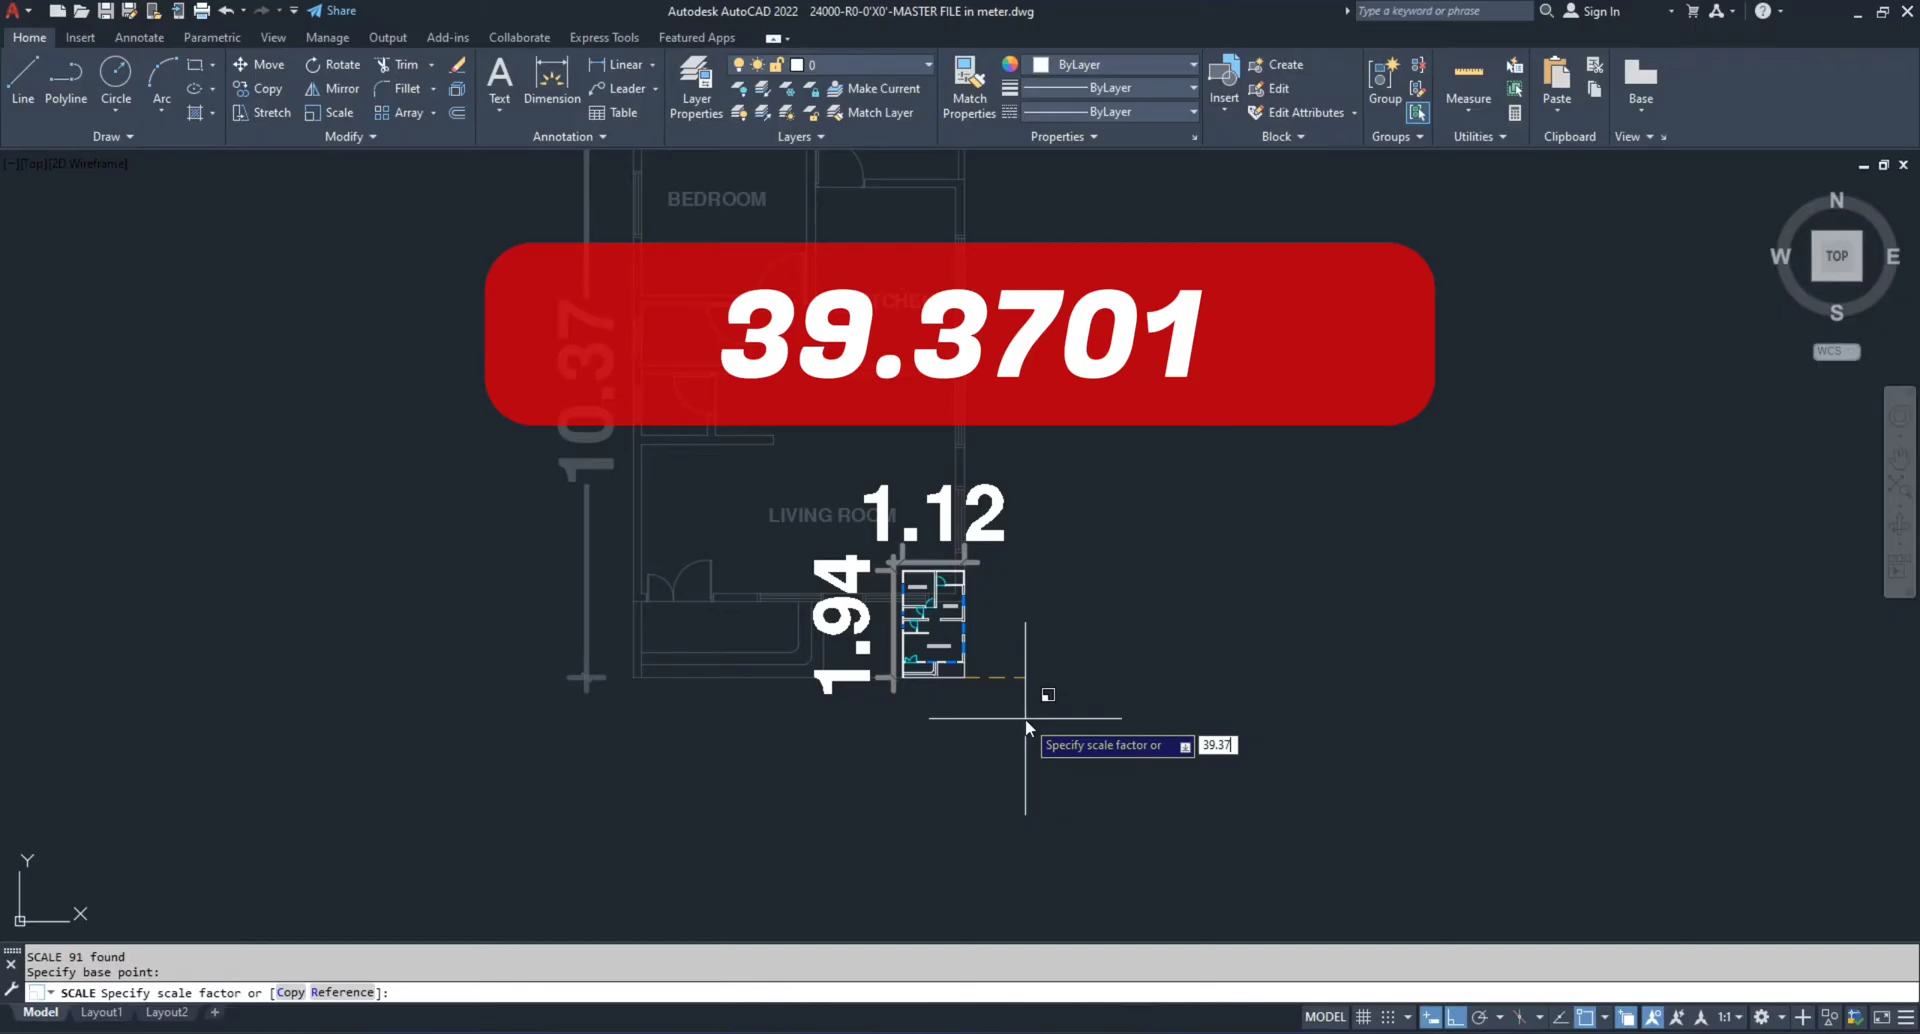 Share
Autodesk AutoCAD 2022 24000-R0-0'X0'-MASTER FILE in meter.dwg
Type a keyword or phrase
Sign In
Home Insert Annotate Parametric View Manage Output Add-ins Collaborate Express Tools Featured Apps
Line Polyline Circle Arc
Move Rotate Trim
Copy Mirror Fillet
Stretch Scale Array
Text Dimension
Linear
Leader
Table
Layer Properties
0
Make Current
Match Layer
Match Properties
ByLayer
ByLayer
ByLayer
Insert
Create
Edit
Edit Attributes
Group
Measure
Paste
Base
Draw Modify Annotation Layers Properties Block Groups Utilities Clipboard View
[−][Top][2D Wireframe]
N
W TOP E
S
WCS
BEDROOM
39.3701
10.37
LIVING ROOM
1.12
1.94
Specify scale factor or 39.37
Y
X
SCALE 91 found
Specify base point:
SCALE Specify scale factor or [Copy Reference]:
Model Layout1 Layout2 +
MODEL 1:1